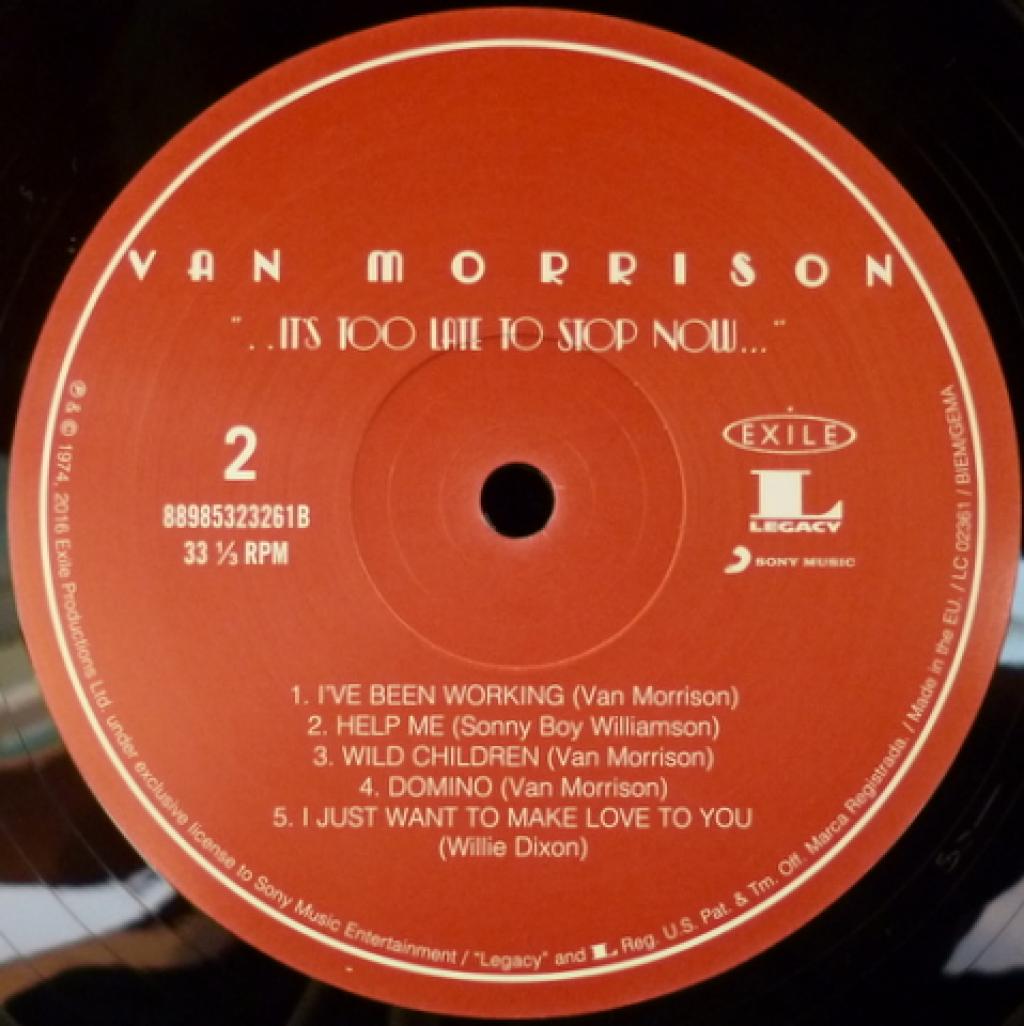 VAN MORRISON
"..IT'S TOO LATE TO STOP NOW..."
2
88985323261B
33 ⅓ RPM
EXILE
L
LEGACY
SONY MUSIC
1. I'VE BEEN WORKING (Van Morrison)
2. HELP ME (Sonny Boy Williamson)
3. WILD CHILDREN (Van Morrison)
4. DOMINO (Van Morrison)
5. I JUST WANT TO MAKE LOVE TO YOU
(Willie Dixon)
℗ & © 1974, 2016 Exile Productions Ltd. under exclusive license to Sony Music Entertainment / "Legacy" and L Reg. U.S. Pat. & Tm. Off. Marca Registrada. / Made in the EU. / LC 02361 / BIEM/GEMA